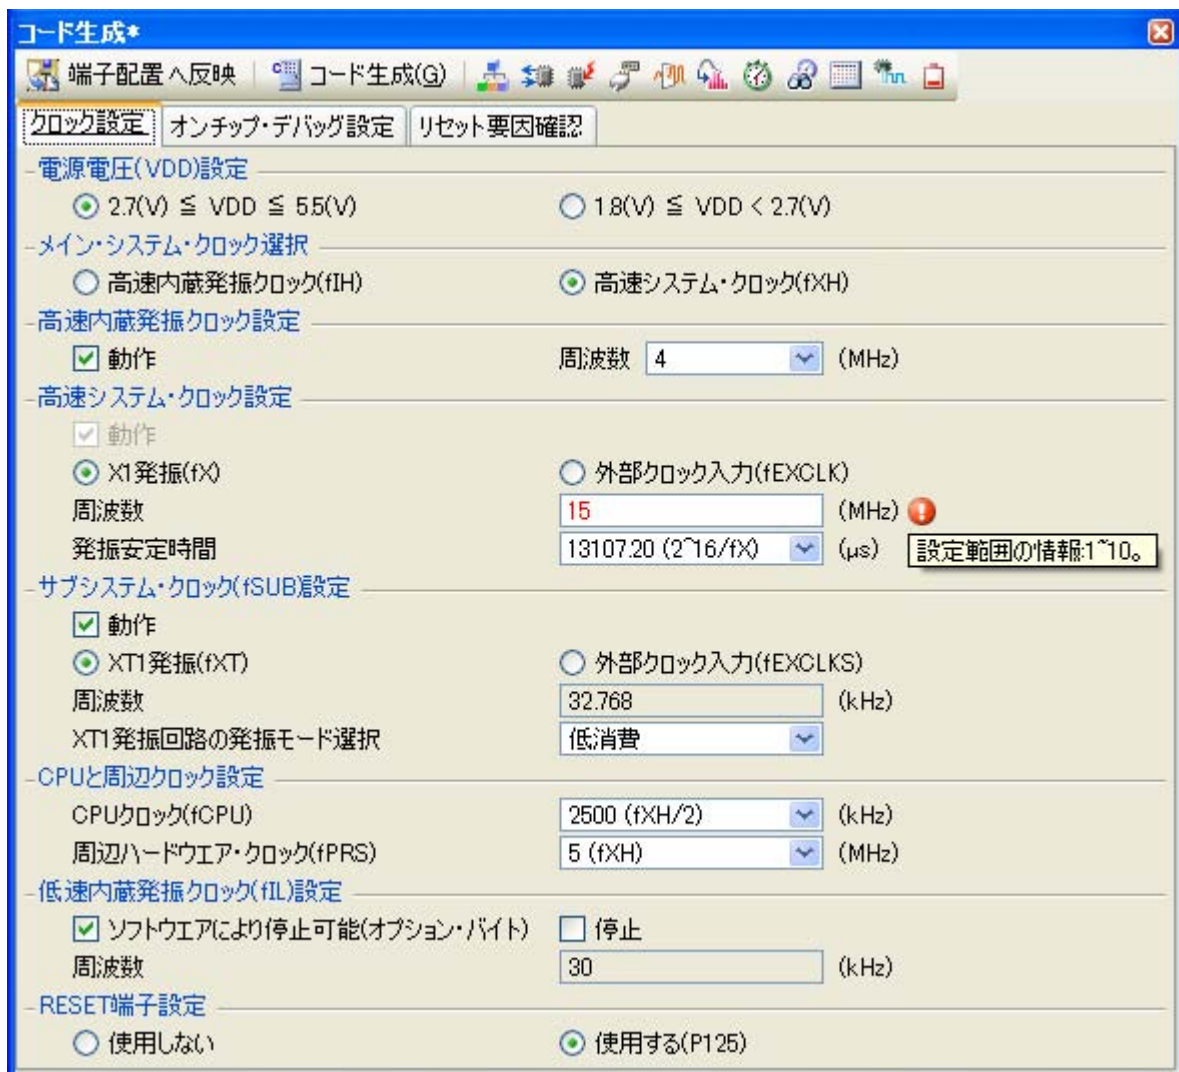 コード生成*
端子配置へ反映 コード生成(G)
クロック設定 オンチップ・デバッグ設定 リセット要因確認
電源電圧(VDD)設定
2.7(V) ≦ VDD ≦ 5.5(V) 1.8(V) ≦ VDD < 2.7(V)
メイン・システム・クロック選択
高速内蔵発振クロック(fIH) 高速システム・クロック(fXH)
高速内蔵発振クロック設定
動作 周波数 4 (MHz)
高速システム・クロック設定
動作
X1発振(fX) 外部クロック入力(fEXCLK)
周波数 15 (MHz)
発振安定時間 13107.20 (2^16/fX) (μs) 設定範囲の情報:1~10。
サブシステム・クロック(fSUB)設定
動作
XT1発振(fXT) 外部クロック入力(fEXCLKS)
周波数 32.768 (kHz)
XT1発振回路の発振モード選択 低消費
CPUと周辺クロック設定
CPUクロック(fCPU) 2500 (fXH/2) (kHz)
周辺ハードウエア・クロック(fPRS) 5 (fXH) (MHz)
低速内蔵発振クロック(fIL)設定
ソフトウエアにより停止可能(オプション・バイト) 停止
周波数 30 (kHz)
RESET端子設定
使用しない 使用する(P125)